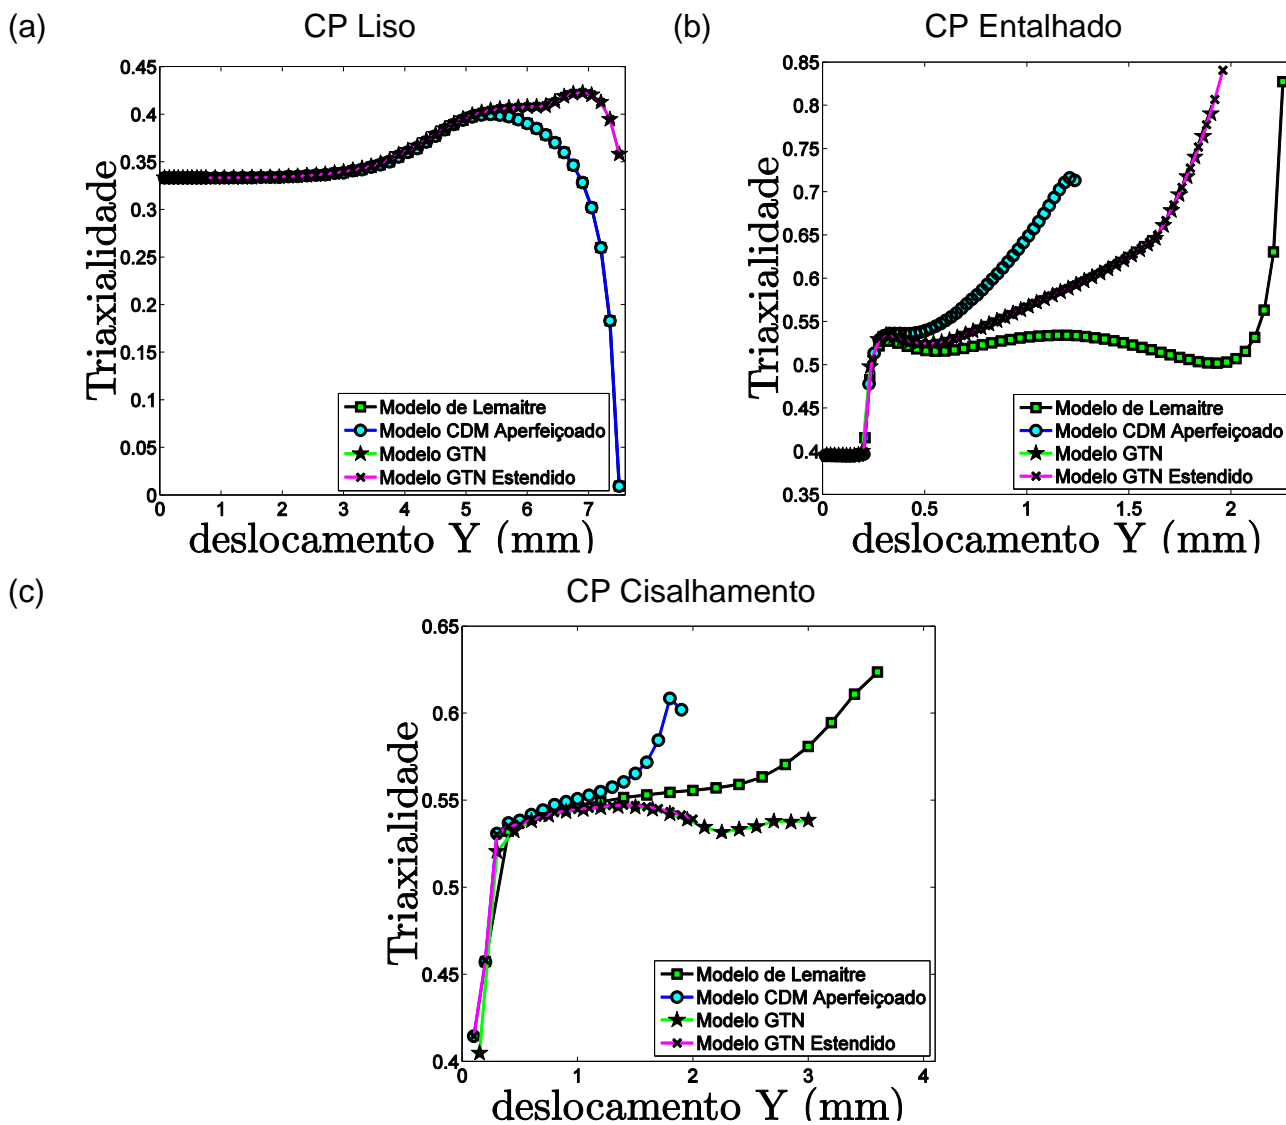 (a)
CP Liso
Triaxialidade
0.45
0.4
0.35
0.3
0.25
0.2
0.15
0.1
0.05
0
0 1 2 3 4 5 6 7
Modelo de Lemaitre
Modelo CDM Aperfeiçoado
Modelo GTN
Modelo GTN Estendido
deslocamento Y (mm)
(b)
CP Entalhado
Triaxialidade
0.85
0.8
0.75
0.7
0.65
0.6
0.55
0.5
0.45
0.4
0.35
0 0.5 1 1.5 2
Modelo de Lemaitre
Modelo CDM Aperfeiçoado
Modelo GTN
Modelo GTN Estendido
deslocamento Y (mm)
(c)
CP Cisalhamento
Triaxialidade
0.65
0.6
0.55
0.5
0.45
0.4
0 1 2 3 4
Modelo de Lemaitre
Modelo CDM Aperfeiçoado
Modelo GTN
Modelo GTN Estendido
deslocamento Y (mm)